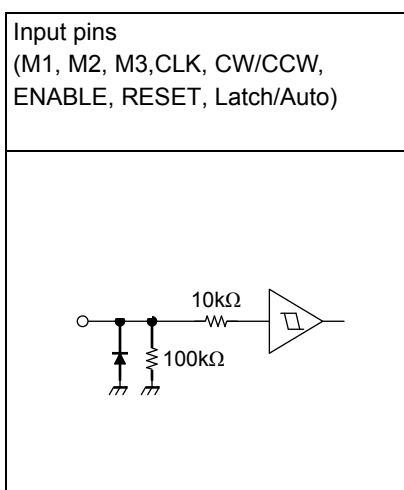 Input pins
(M1, M2, M3,CLK, CW/CCW,
ENABLE, RESET, Latch/Auto)
10kΩ
100kΩ